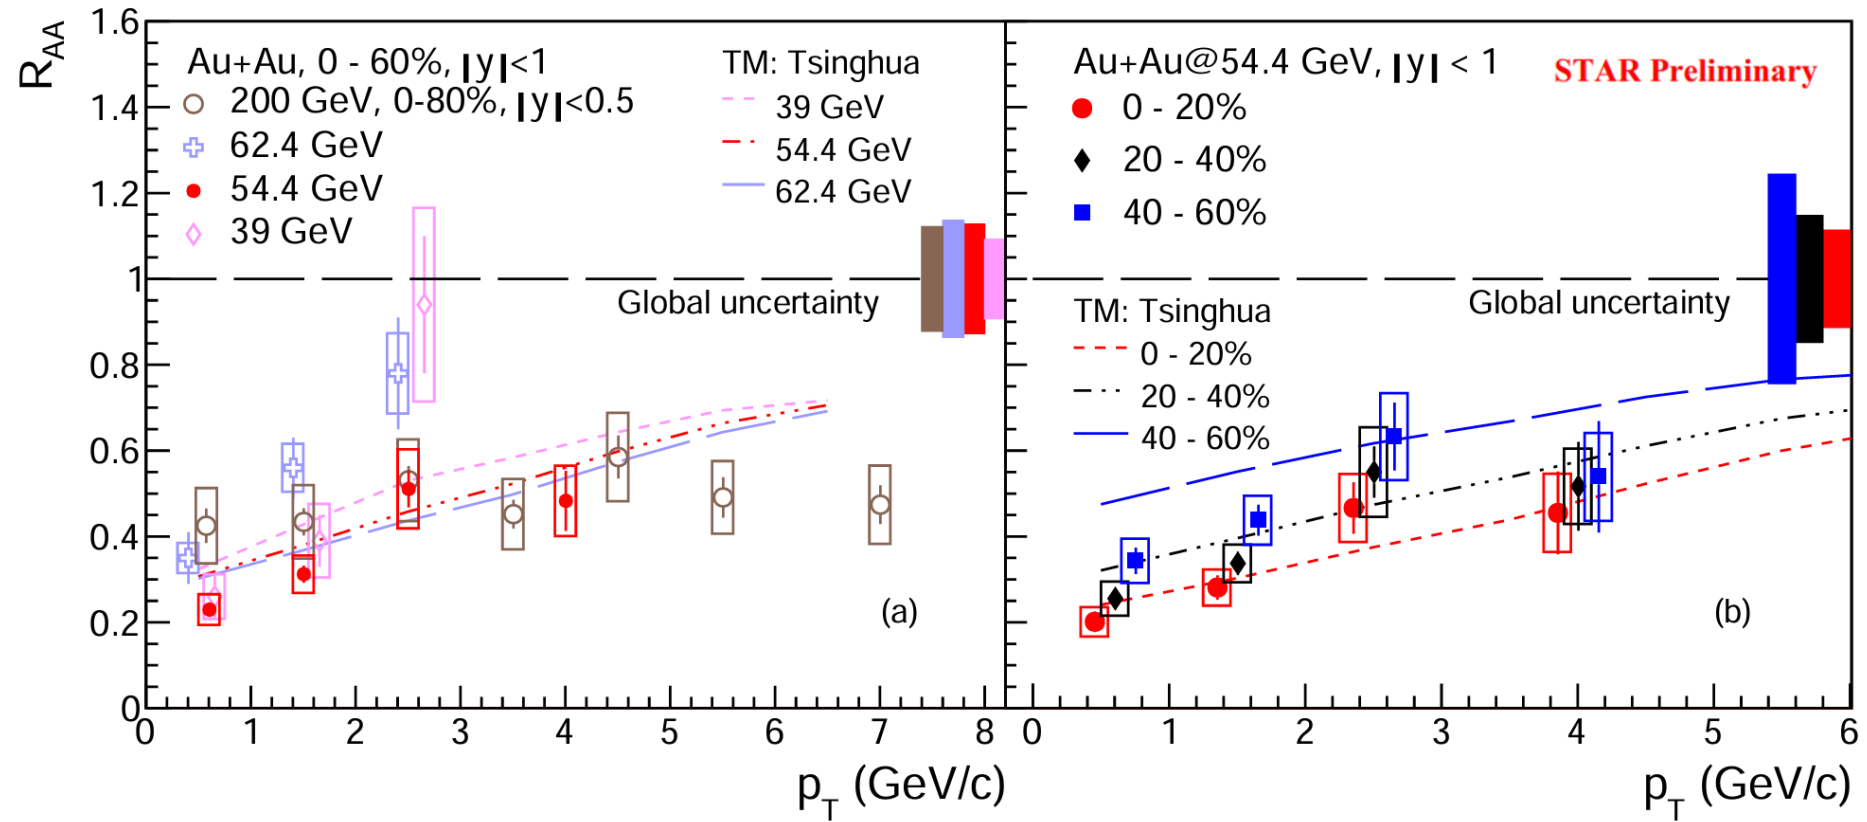 R_AA
1.6
1.4
1.2
1
0.8
0.6
0.4
0.2
0
Au+Au, 0 - 60%, |y|<1
200 GeV, 0-80%, |y|<0.5
62.4 GeV
54.4 GeV
39 GeV
TM: Tsinghua
39 GeV
54.4 GeV
62.4 GeV
Global uncertainty
(a)
0 1 2 3 4 5 6 7 8
p_T (GeV/c)
Au+Au@54.4 GeV, |y| < 1
STAR Preliminary
0 - 20%
20 - 40%
40 - 60%
Global uncertainty
TM: Tsinghua
0 - 20%
20 - 40%
40 - 60%
(b)
0 1 2 3 4 5 6
p_T (GeV/c)